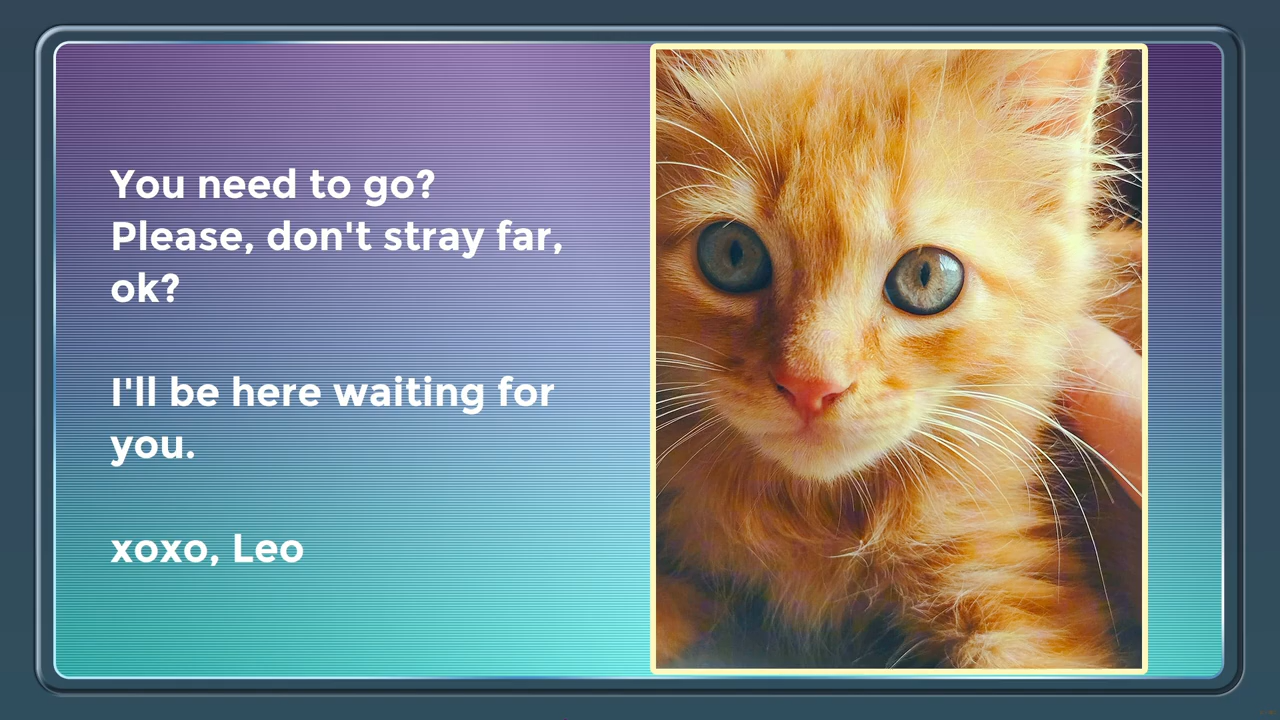 You need to go?
Please, don't stray far,
ok?
I'll be here waiting for
you.
xoxo, Leo